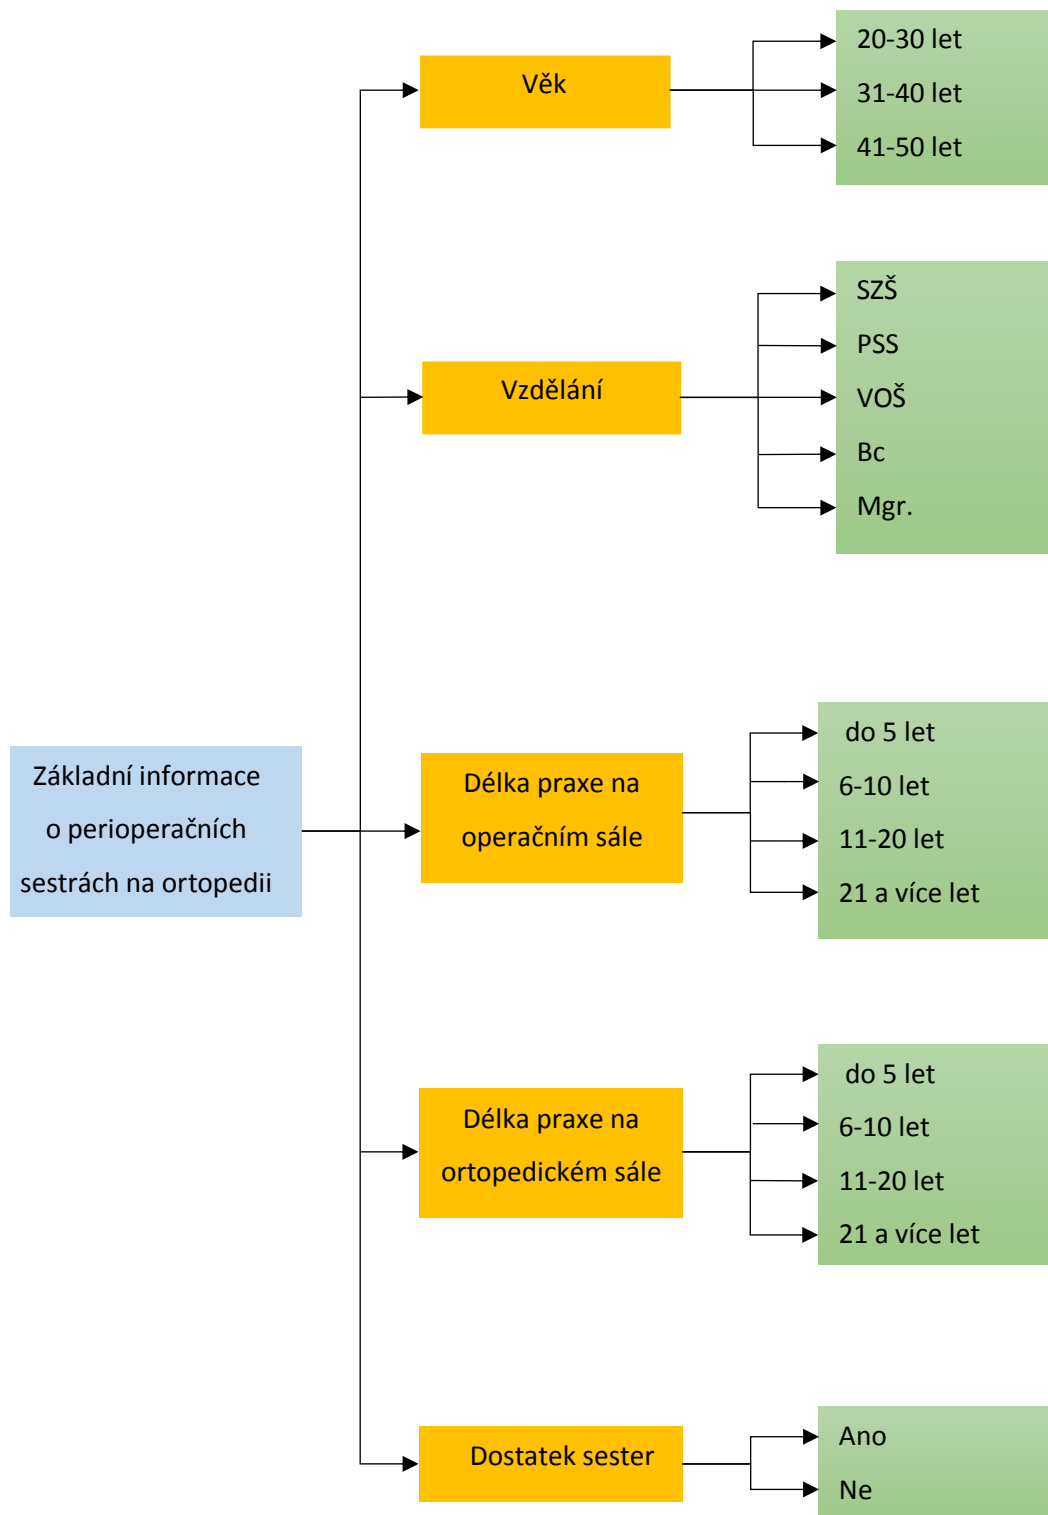 Věk
20-30 let
31-40 let
41-50 let
Vzdělání
SZŠ
PSS
VOŠ
Bc
Mgr.
Základní informace
o perioperačních
sestrách na ortopedii
Délka praxe na
operačním sále
do 5 let
6-10 let
11-20 let
21 a více let
Délka praxe na
ortopedickém sále
do 5 let
6-10 let
11-20 let
21 a více let
Dostatek sester
Ano
Ne